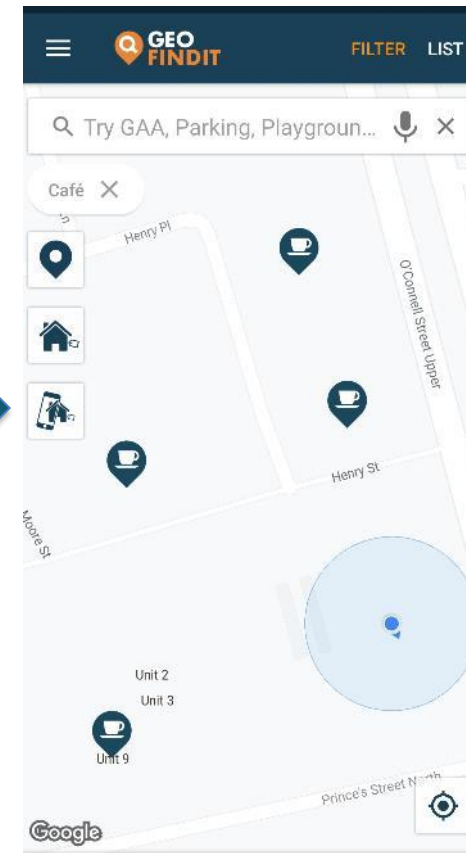 GEO
FINDIT
FILTER LIST
Try GAA, Parking, Playgroun...
Café
Henry Pl
O'Connell Street Upper
Henry St
Moore St
Unit 2
Unit 3
Unit 9
Prince's Street North
Google